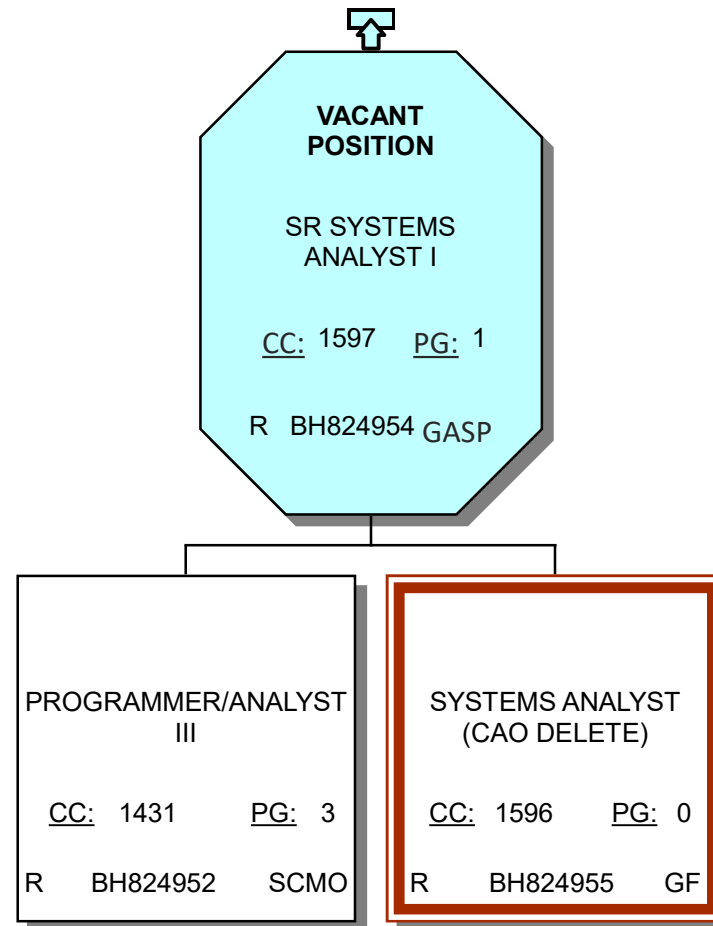 VACANT
POSITION
SR SYSTEMS
ANALYST I
CC: 1597 PG: 1
R BH824954 GASP
PROGRAMMER/ANALYST
III
CC: 1431 PG: 3
R BH824952 SCMO
SYSTEMS ANALYST
(CAO DELETE)
CC: 1596 PG: 0
R BH824955 GF